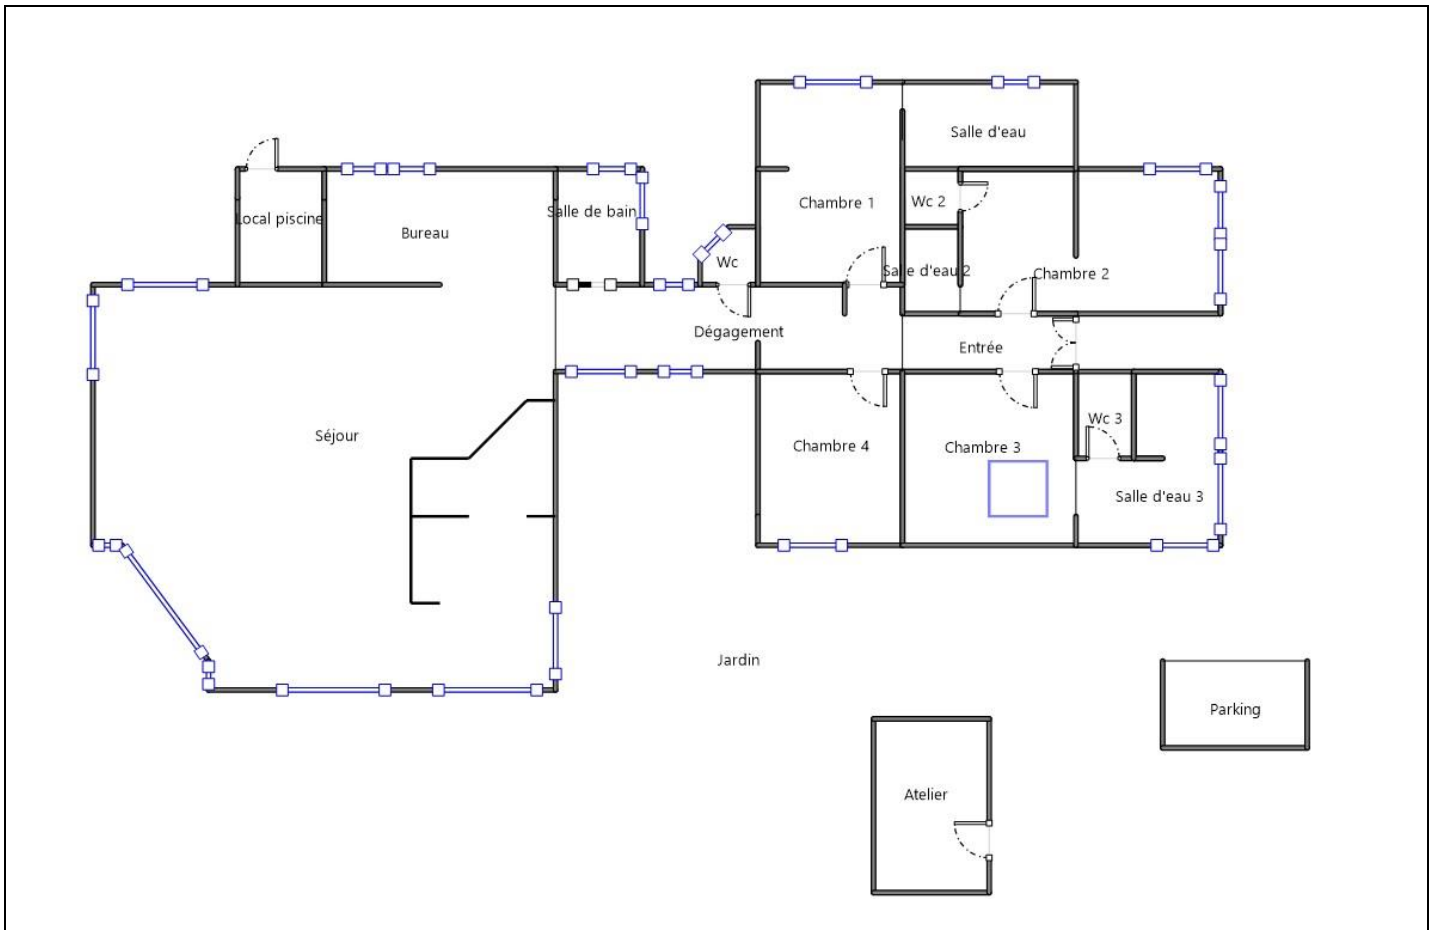 Salle d'eau
Chambre 1
Wc 2
Salle de bain
Local piscine
Bureau
Wc
Salle d'eau 2
Chambre 2
Dégagement
Entrée
Séjour
Chambre 4
Chambre 3
Wc 3
Salle d'eau 3
Jardin
Parking
Atelier